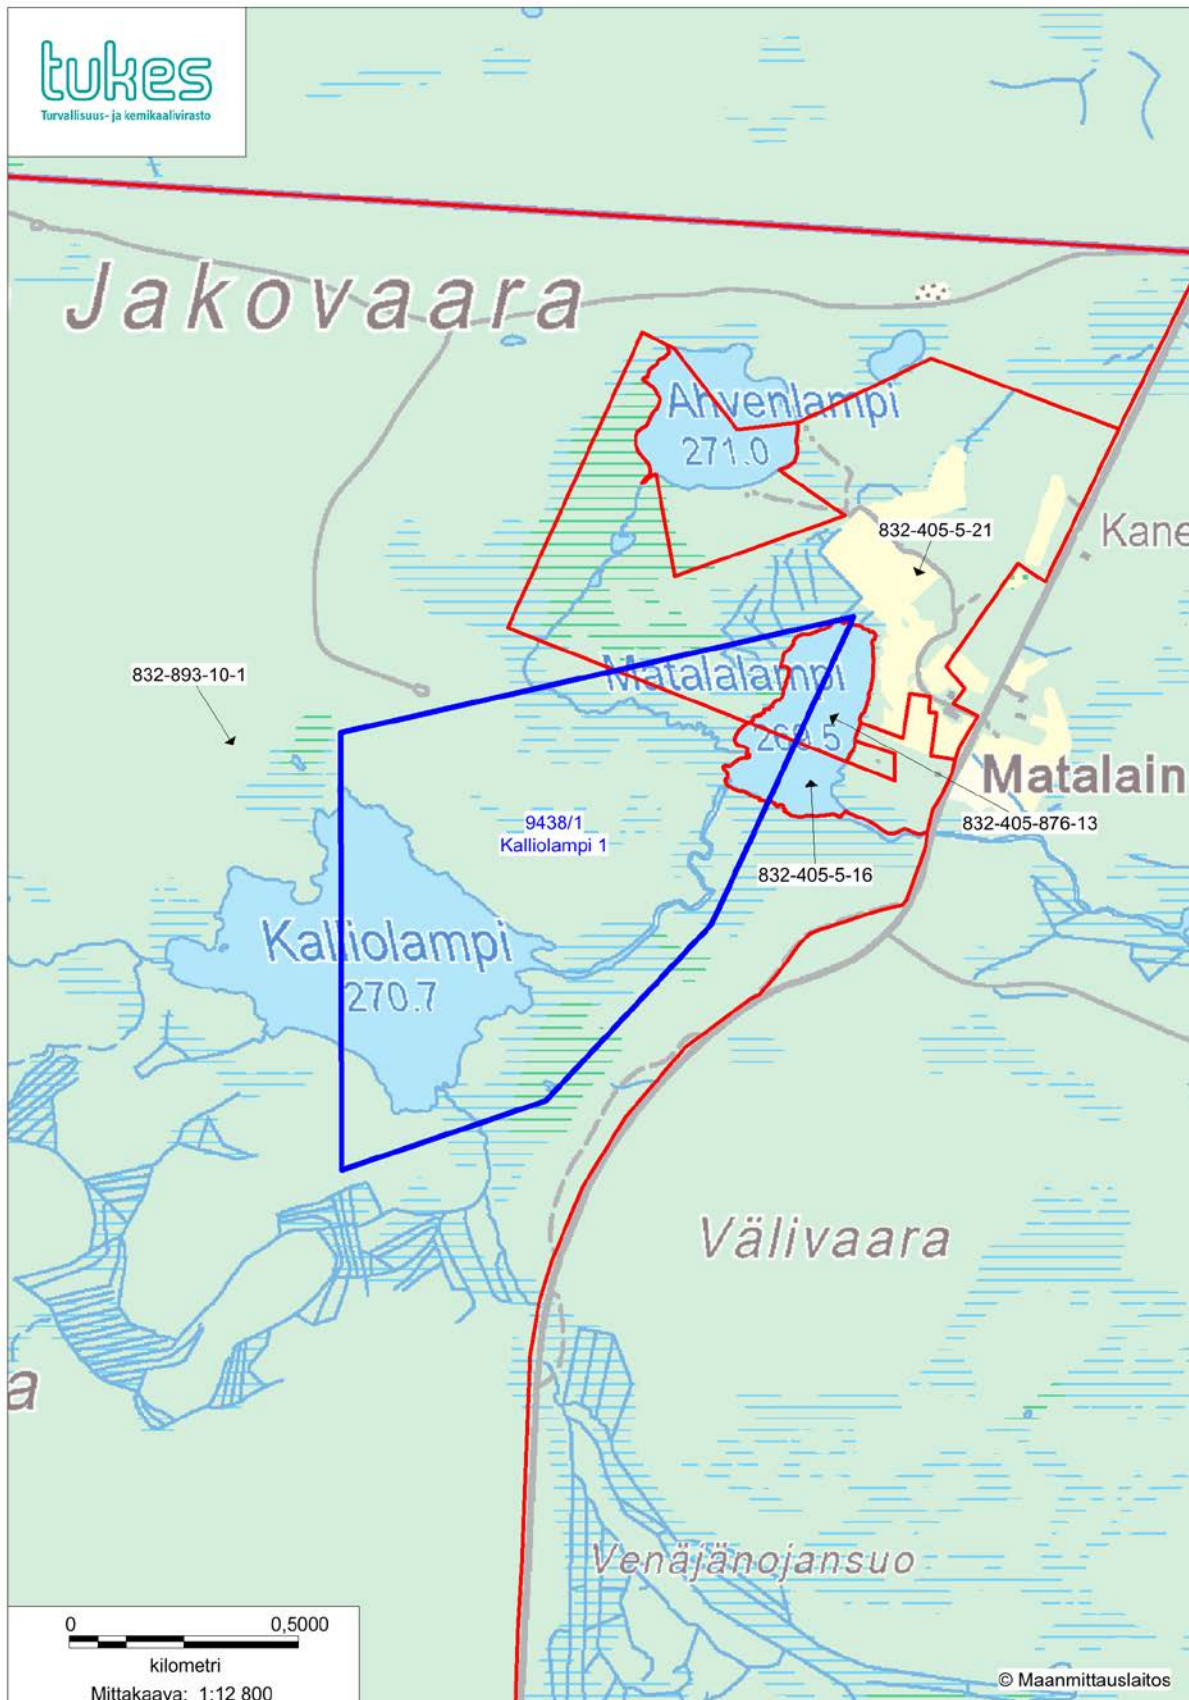 tukes
Turvallisuus- ja kemikaalivirasto
Jakovaara
Ahvenlampi
271.0
832-405-5-21
Kane
832-893-10-1
Matalalampi
269.5
Matalain
9438/1
Kalliolampi 1
832-405-876-13
832-405-5-16
Kalliolampi
270.7
Välivaara
a
Venäjänojansuo
0 0,5000
kilometri
Mittakaava: 1:12 800
© Maanmittauslaitos